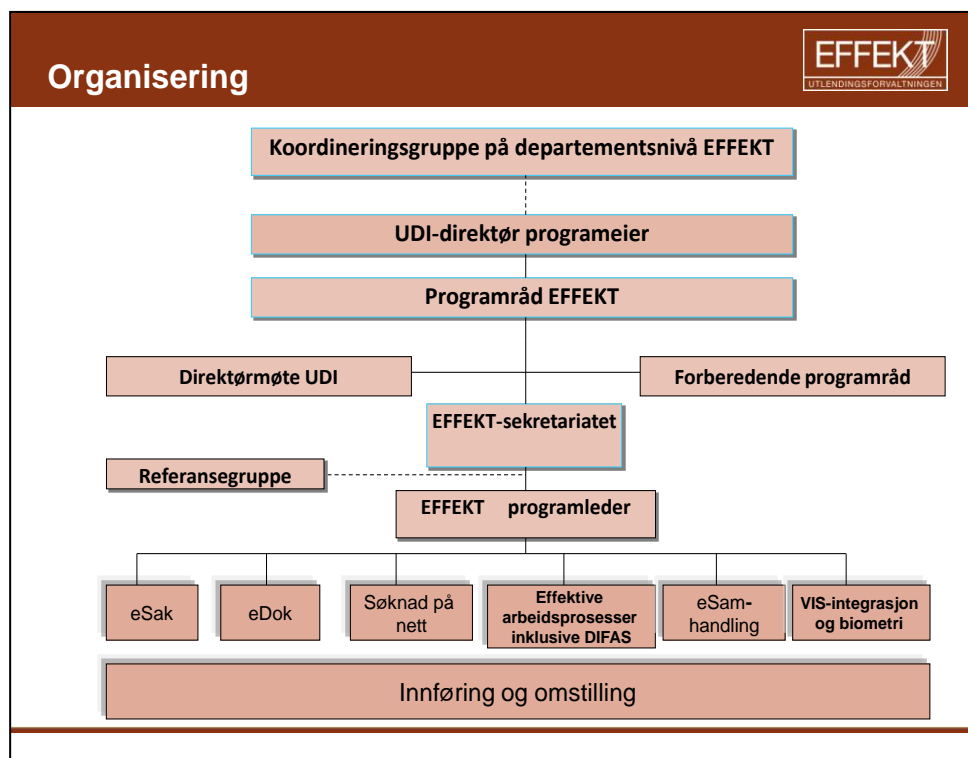 Organisering
EFFEKT
UTLENDINGSFORVALTNINGEN
Koordineringsgruppe på departementsnivå EFFEKT
UDI-direktør programeier
Programråd EFFEKT
Direktørmøte UDI
Forberedende programråd
EFFEKT-sekretariatet
Referansegruppe
EFFEKT programleder
eSak
eDok
Søknad på
nett
Effektive
arbeidsprosesser
inklusive DIFAS
eSam-
handling
VIS-integrasjon
og biometri
Innføring og omstilling